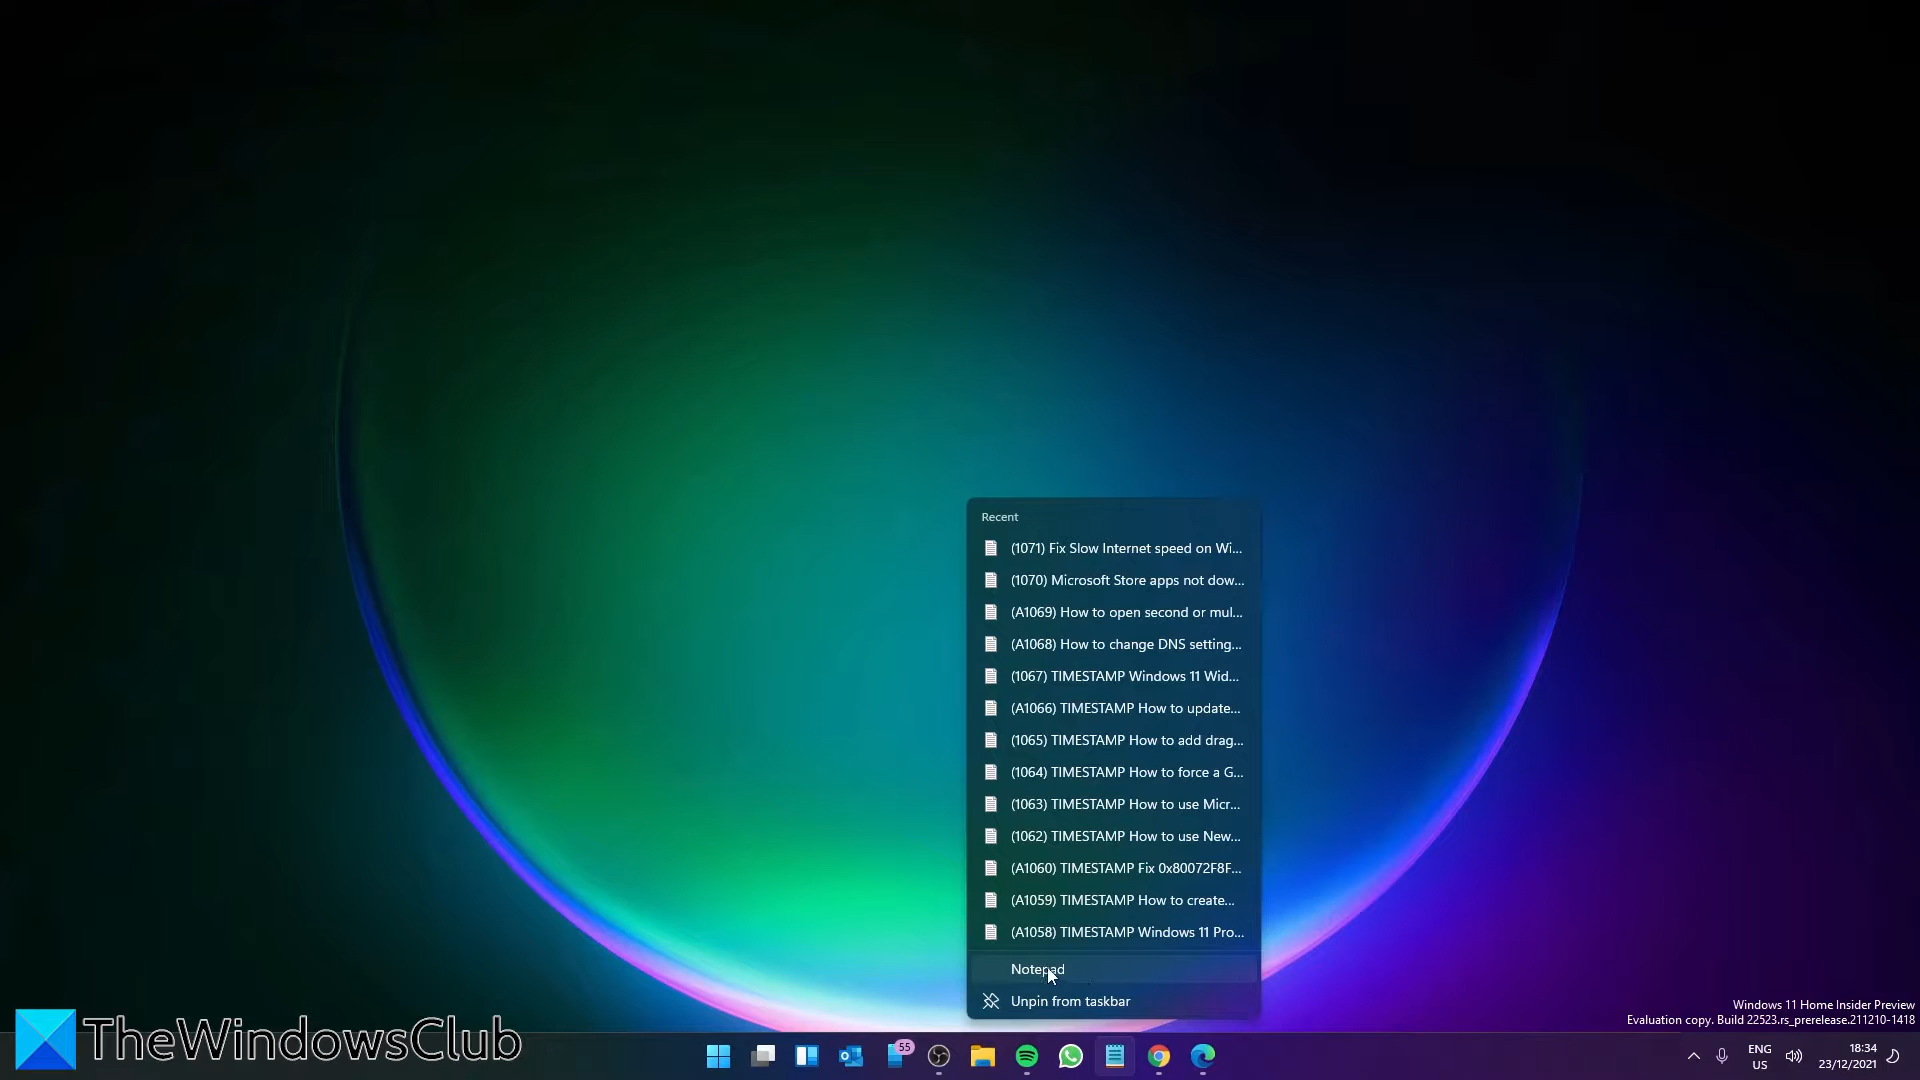 Recent
(1071) Fix Slow Internet speed on Wi...
(1070) Microsoft Store apps not dow...
(A1069) How to open second or mul...
(A1068) How to change DNS setting...
(1067) TIMESTAMP Windows 11 Wid...
(A1066) TIMESTAMP How to update...
(1065) TIMESTAMP How to add drag...
(1064) TIMESTAMP How to force a G...
(1063) TIMESTAMP How to use Micr...
(1062) TIMESTAMP How to use New...
(A1060) TIMESTAMP Fix 0x80072F8F...
(A1059) TIMESTAMP How to create...
(A1058) TIMESTAMP Windows 11 Pro...
Notepad
Unpin from taskbar
Windows 11 Home Insider Preview
Evaluation copy. Build 22523.rs_prerelease.211210-1418
TheWindowsClub
55
ENG
US
18:34
23/12/2021